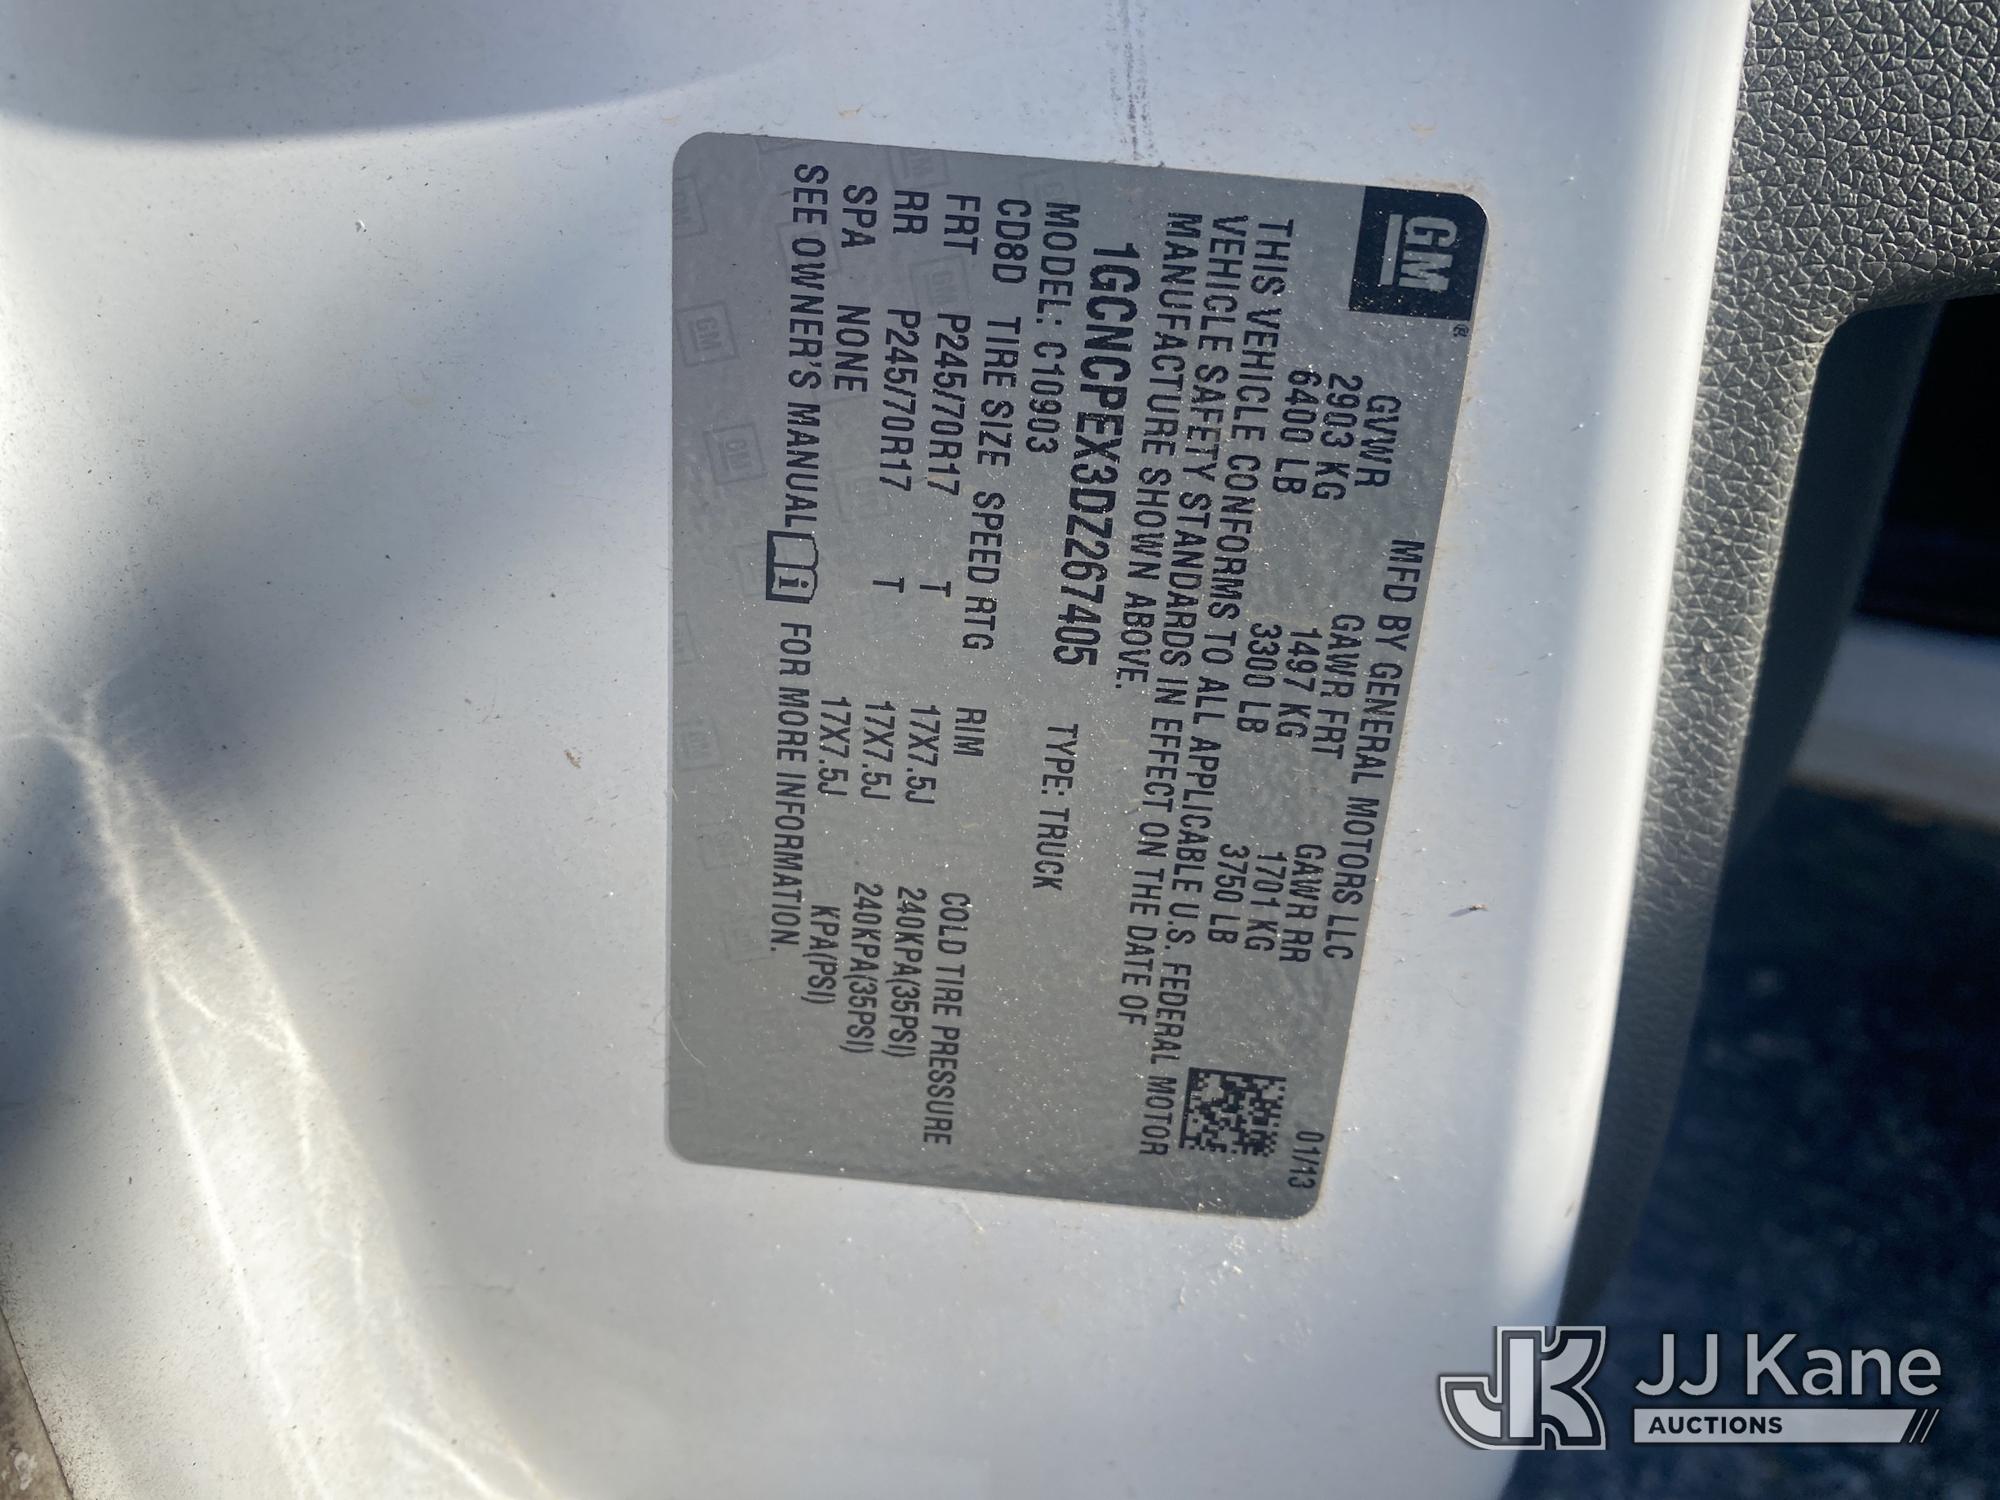 GM®
MFD BY GENERAL MOTORS LLC 01/13
GVWR GAWR FRT GAWR RR
2903 KG 1497 KG 1701 KG
6400 LB 3300 LB 3750 LB
THIS VEHICLE CONFORMS TO ALL APPLICABLE U.S. FEDERAL MOTOR
VEHICLE SAFETY STANDARDS IN EFFECT ON THE DATE OF
MANUFACTURE SHOWN ABOVE.
1GCNCPEX3DZ267405 TYPE: TRUCK
MODEL: C10903
CD8D TIRE SIZE SPEED RTG RIM COLD TIRE PRESSURE
FRT P245/70R17 T 17X7.5J 240KPA(35PSI)
RR P245/70R17 T 17X7.5J 240KPA(35PSI)
SPA NONE 17X7.5J KPA(PSI)
SEE OWNER'S MANUAL i FOR MORE INFORMATION.
JK JJ Kane
AUCTIONS